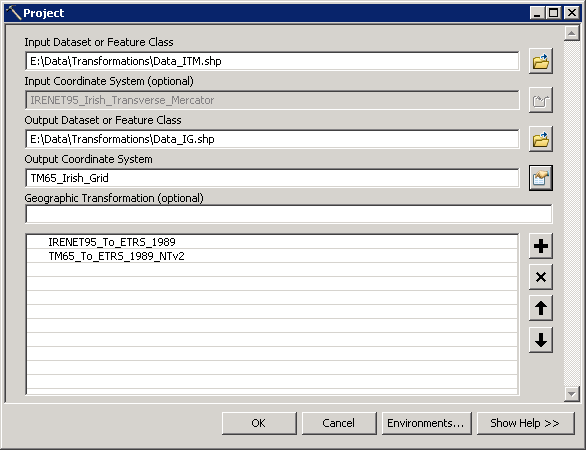 Project
Input Dataset or Feature Class
E:\Data\Transformations\Data_ITM.shp
Input Coordinate System (optional)
IRENET95_Irish_Transverse_Mercator
Output Dataset or Feature Class
E:\Data\Transformations\Data_IG.shp
Output Coordinate System
TM65_Irish_Grid
Geographic Transformation (optional)
IRENET95_To_ETRS_1989
TM65_To_ETRS_1989_NTv2
OK Cancel Environments... Show Help >>